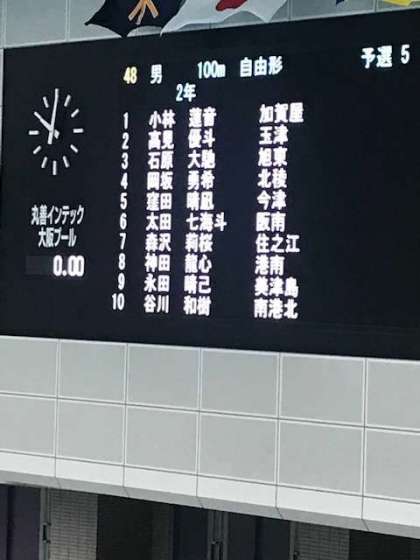 48 男 100m 自由形 予選 5
2年
1 小林 蓮音 加賀屋
2 高見 優斗 玉津
3 石原 大馳 旭東
4 岡坂 勇希 北稜
5 窪田 晴凪 今津
6 太田 七海斗 阪南
7 森沢 莉桜 住之江
8 神田 龍心 港南
9 永田 晴己 美津島
10 谷川 和樹 南港北
丸善インテック
大阪プール
0.00